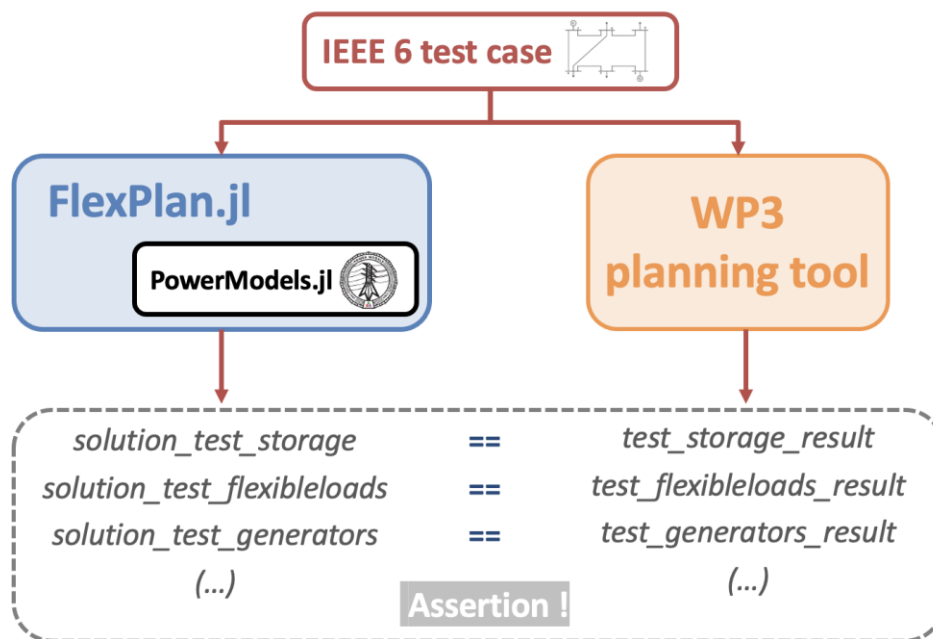 IEEE 6 test case
FlexPlan.jl
PowerModels.jl
WP3
planning tool
solution_test_storage == test_storage_result
solution_test_flexibleloads == test_flexibleloads_result
solution_test_generators == test_generators_result
(...) (...)
Assertion !